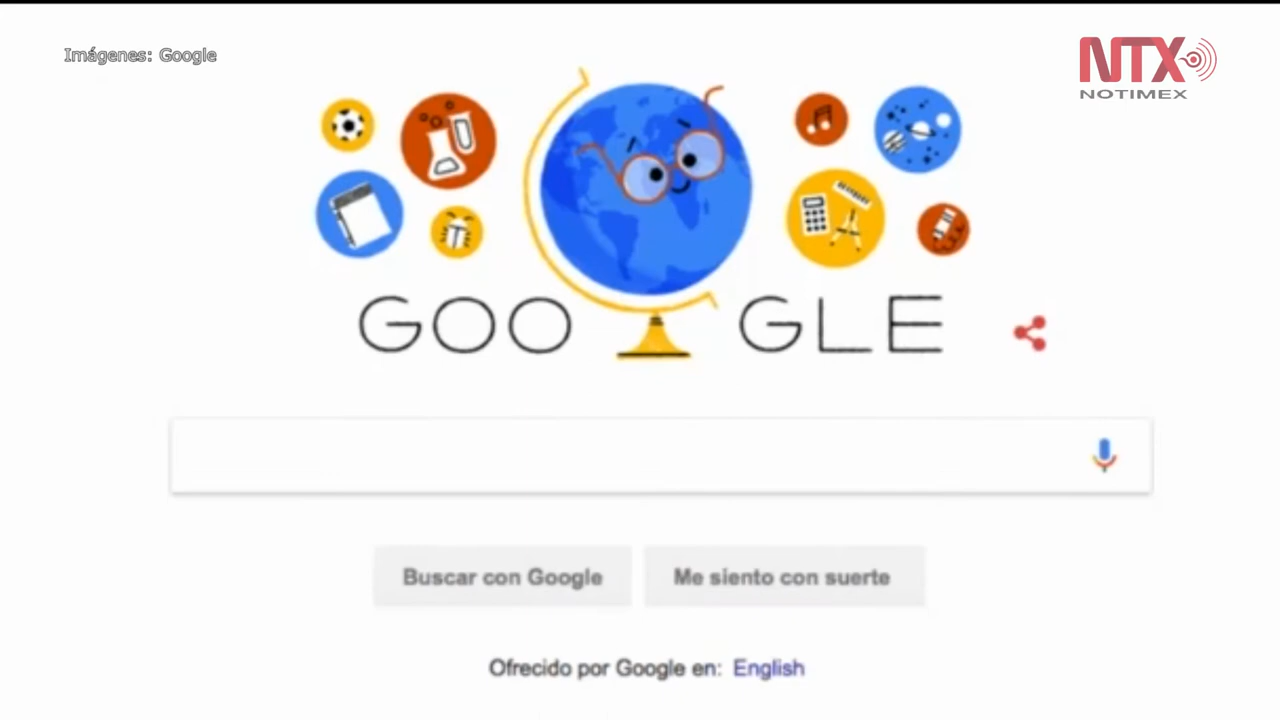 Imágenes: Google
NTX
NOTIMEX
GOO GLE
Buscar con Google
Me siento con suerte
Ofrecido por Google en: English